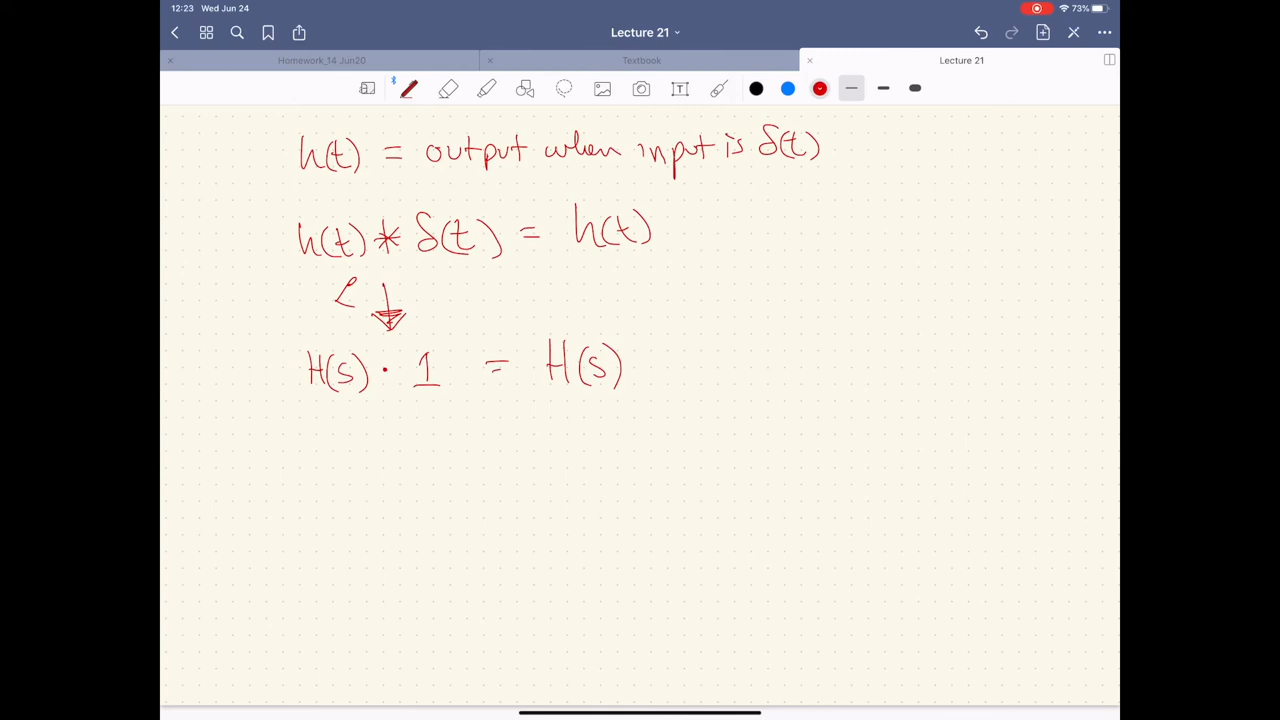 12:23 Wed Jun 24
73%
Lecture 21
Homework_14 Jun20
Textbook
Lecture 21
h(t) = output when input is δ(t)
h(t) * δ(t) = h(t)
ℒ ↓
H(s) · 1 = H(s)